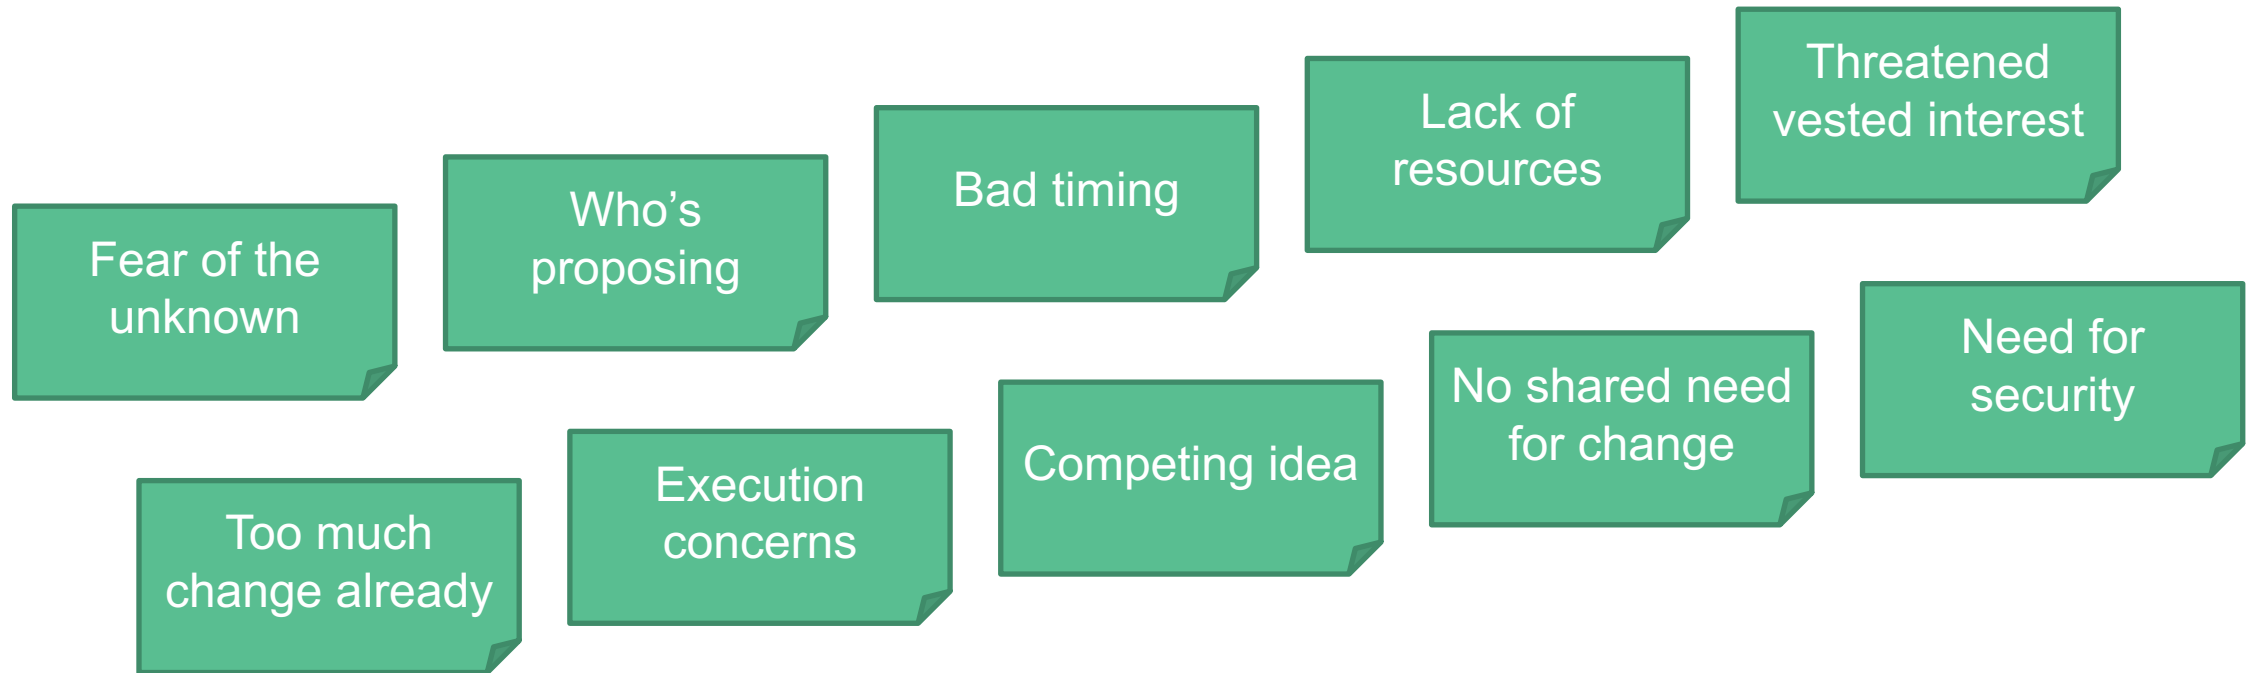 Fear of the
unknown
Who’s
proposing
Bad timing
Lack of
resources
Threatened
vested interest
Too much
change already
Execution
concerns
Competing idea
No shared need
for change
Need for
security